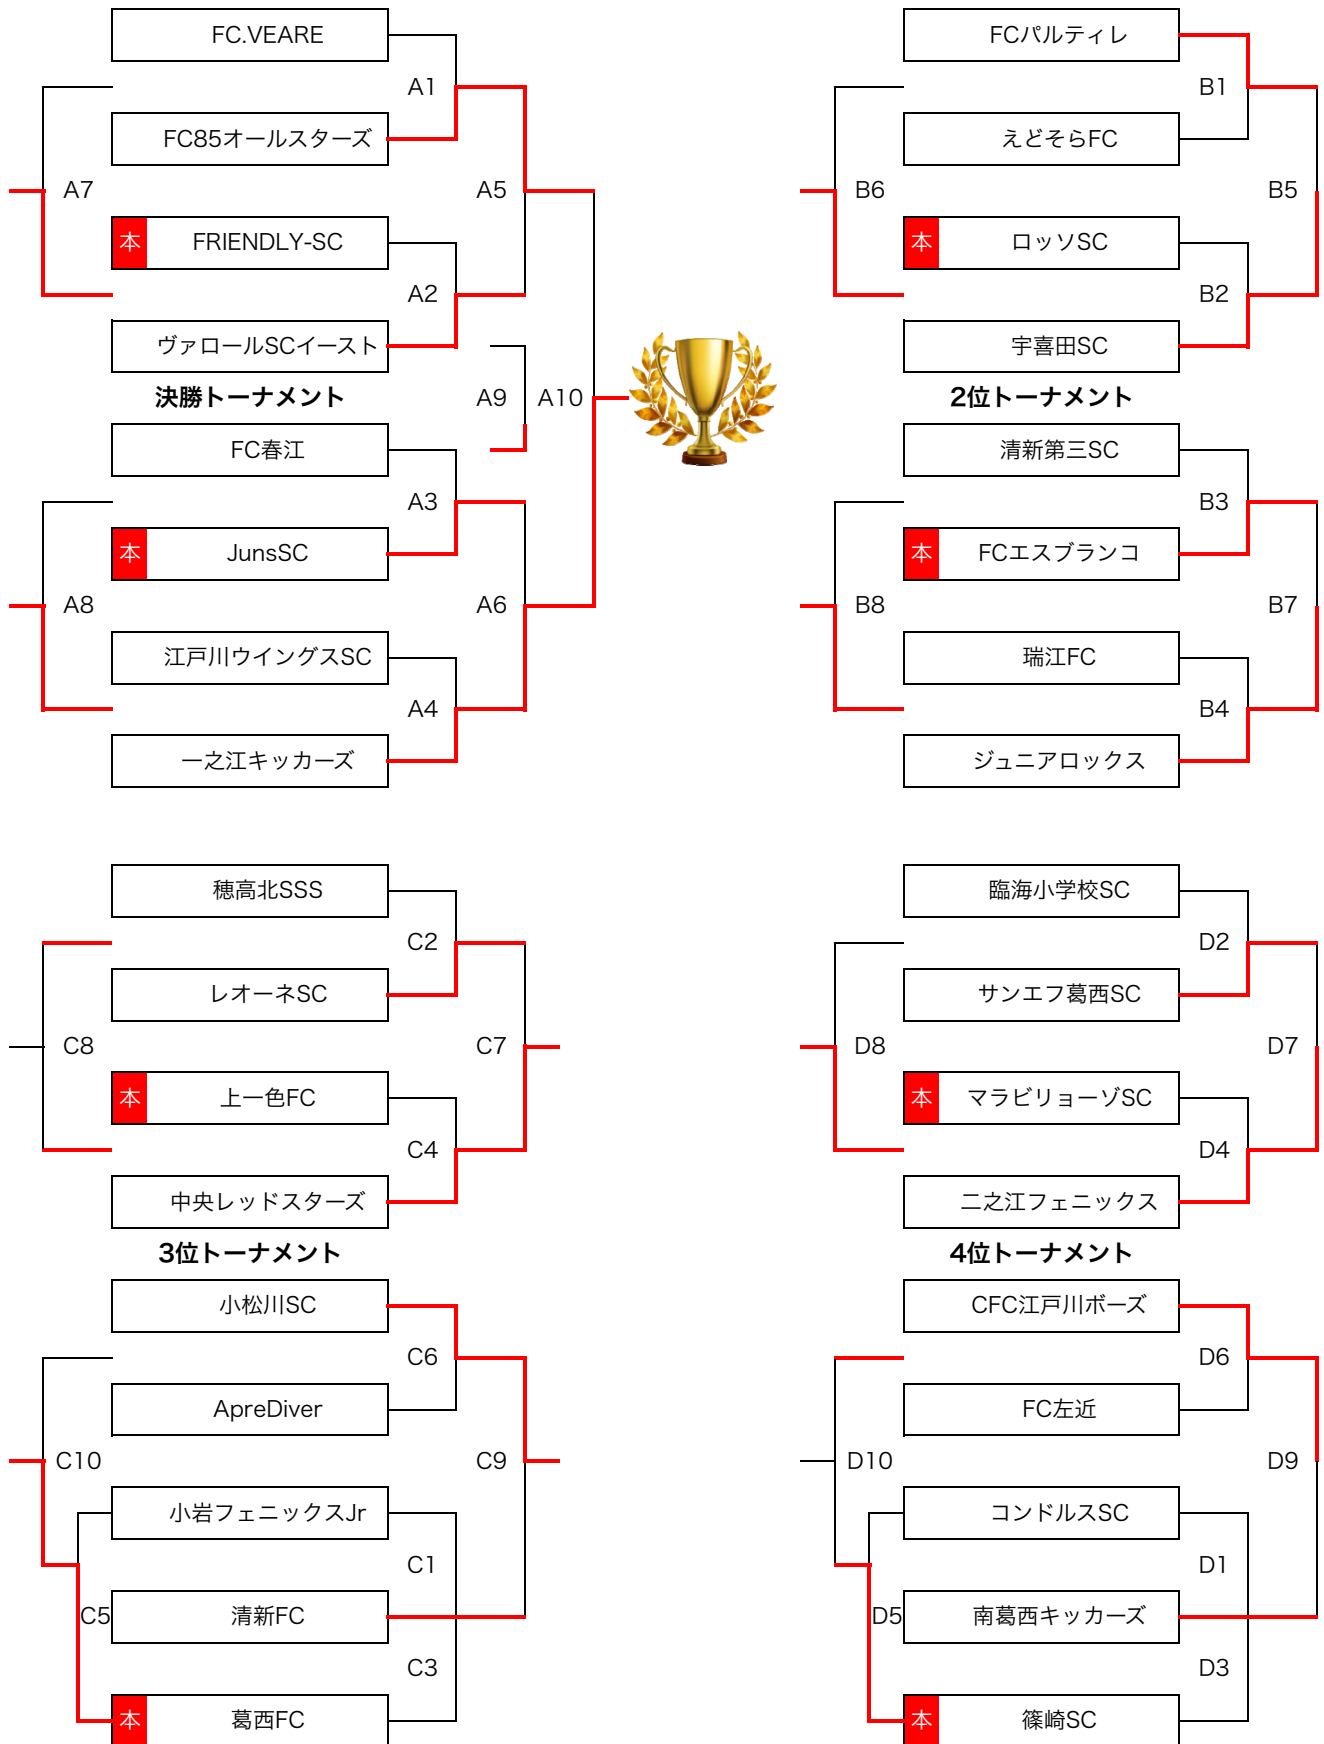 FC.VEARE
A1
FC85オールスターズ
A7
A5
本 FRIENDLY-SC
A2
ヴァロールSCイースト
決勝トーナメント
A9
A10
FC春江
A3
本 JunsSC
A8
A6
江戸川ウイングスSC
A4
一之江キッカーズ
FCパルティレ
B1
えどそらFC
B6
B5
本 ロッソSC
B2
宇喜田SC
2位トーナメント
清新第三SC
B3
本 FCエスブランコ
B8
B7
瑞江FC
B4
ジュニアロックス
穂高北SSS
C2
レオーネSC
C8
C7
本 上一色FC
C4
中央レッドスターズ
3位トーナメント
小松川SC
C6
ApreDiver
C10
C9
小岩フェニックスJr
C1
C5
清新FC
C3
本 葛西FC
臨海小学校SC
D2
サンエフ葛西SC
D8
D7
本 マラビリョーゾSC
D4
二之江フェニックス
4位トーナメント
CFC江戸川ボーズ
D6
FC左近
D10
D9
コンドルスSC
D1
D5
南葛西キッカーズ
D3
本 篠崎SC